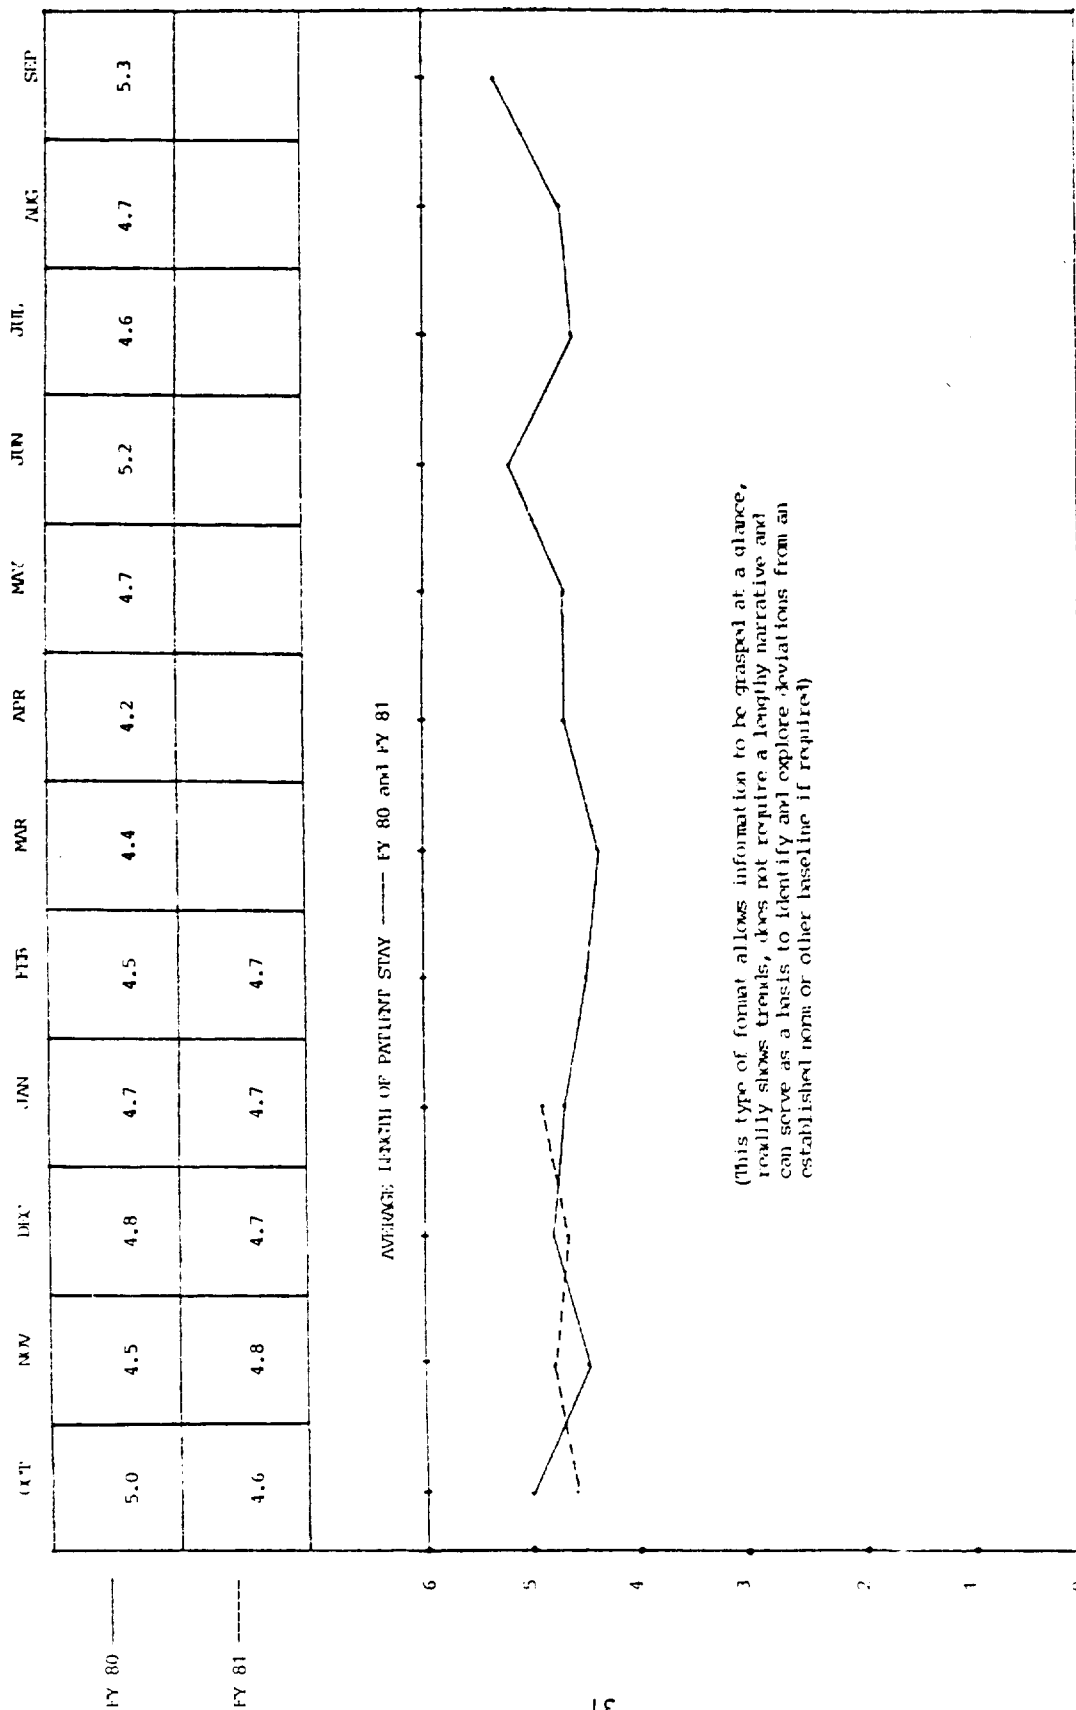 OCT NOV DEC JAN FEB MAR APR MAY JUN JUL AUG SEP
FY 80 —— 5.0 4.5 4.8 4.7 4.5 4.4 4.2 4.7 5.2 4.6 4.7 5.3
FY 81 ----- 4.6 4.8 4.7 4.7 4.7
AVERAGE LENGTH OF PATIENT STAY ----- FY 80 and FY 81
6
5
4
3
2
1
0
(This type of format allows information to be grasped at a glance,
readily shows trends, does not require a lengthy narrative and
can serve as a basis to identify and explore deviations from an
established norm or other baseline if required)